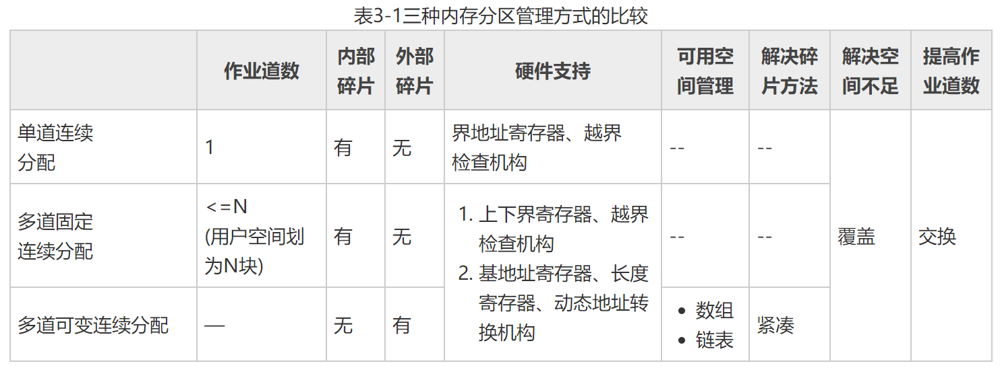 表3-1三种内存分区管理方式的比较
作业道数
内部
碎片
外部
碎片
硬件支持
可用空
间管理
解决碎
片方法
解决空
间不足
提高作
业道数
单道连续
分配
1
有
无
界地址寄存器、越界
检查机构
--
--
多道固定
连续分配
<=N
(用户空间划
为N块)
有
无
1. 上下界寄存器、越界
检查机构
2. 基地址寄存器、长度
寄存器、动态地址转
换机构
--
--
覆盖
交换
多道可变连续分配
—
无
有
• 数组
• 链表
紧凑